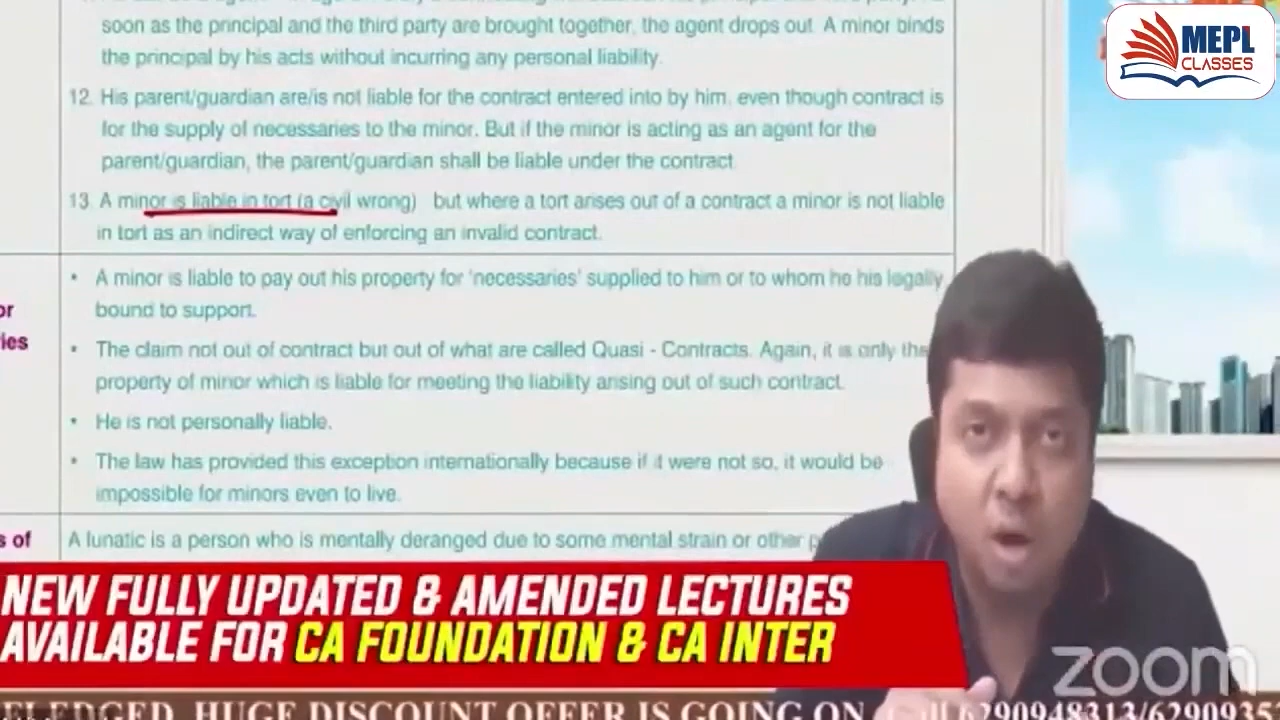 soon as the principal and the third party are brought together, the agent drops out. A minor binds
the principal by his acts without incurring any personal liability.
12. His parent/guardian are/is not liable for the contract entered into by him, even though contract is
for the supply of necessaries to the minor. But if the minor is acting as an agent for the
parent/guardian, the parent/guardian shall be liable under the contract.
13. A minor is liable in tort (a civil wrong) but where a tort arises out of a contract a minor is not liable
in tort as an indirect way of enforcing an invalid contract.
• A minor is liable to pay out his property for 'necessaries' supplied to him or to whom he his legally
bound to support.
• The claim not out of contract but out of what are called Quasi - Contracts. Again, it is only the
property of minor which is liable for meeting the liability arising out of such contract.
• He is not personally liable.
• The law has provided this exception internationally because if it were not so, it would be
impossible for minors even to live.
s of
A lunatic is a person who is mentally deranged due to some mental strain or other
MEPL
CLASSES
NEW FULLY UPDATED & AMENDED LECTURES
AVAILABLE FOR CA FOUNDATION & CA INTER
zoom
HUGE DISCOUNT OFFER IS GOING ON